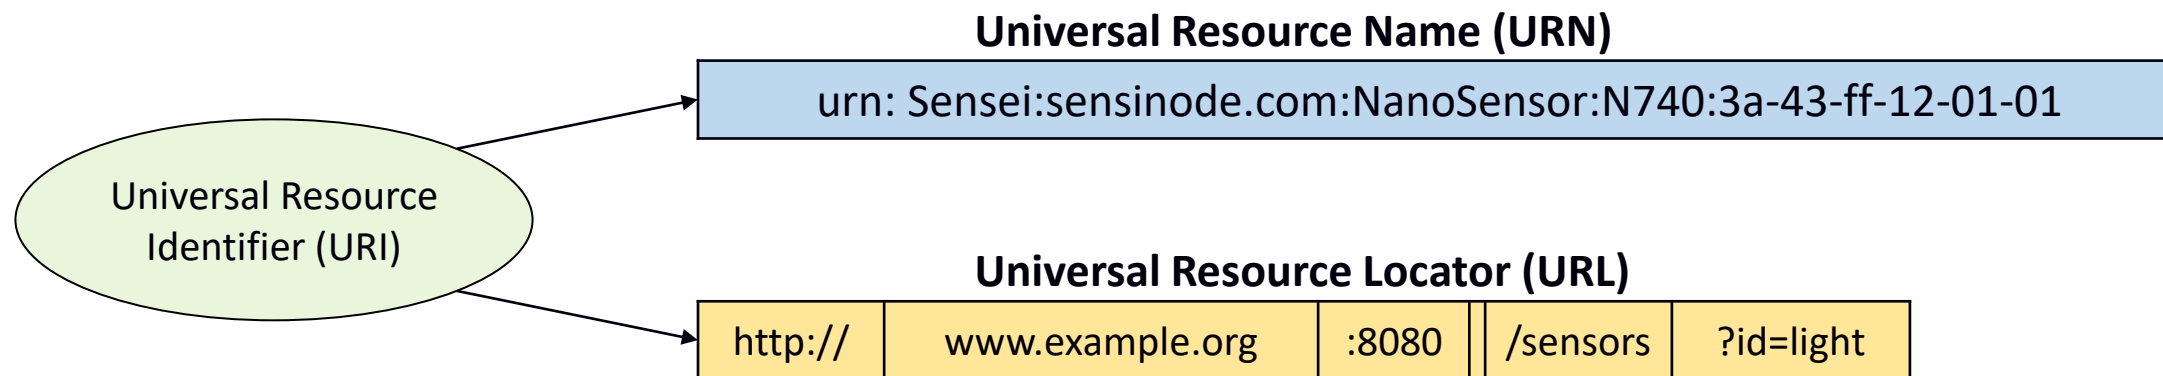 Universal Resource Name (URN)
urn: Sensei:sensinode.com:NanoSensor:N740:3a-43-ff-12-01-01
Universal Resource
Identifier (URI)
Universal Resource Locator (URL)
http:// www.example.org :8080 /sensors ?id=light